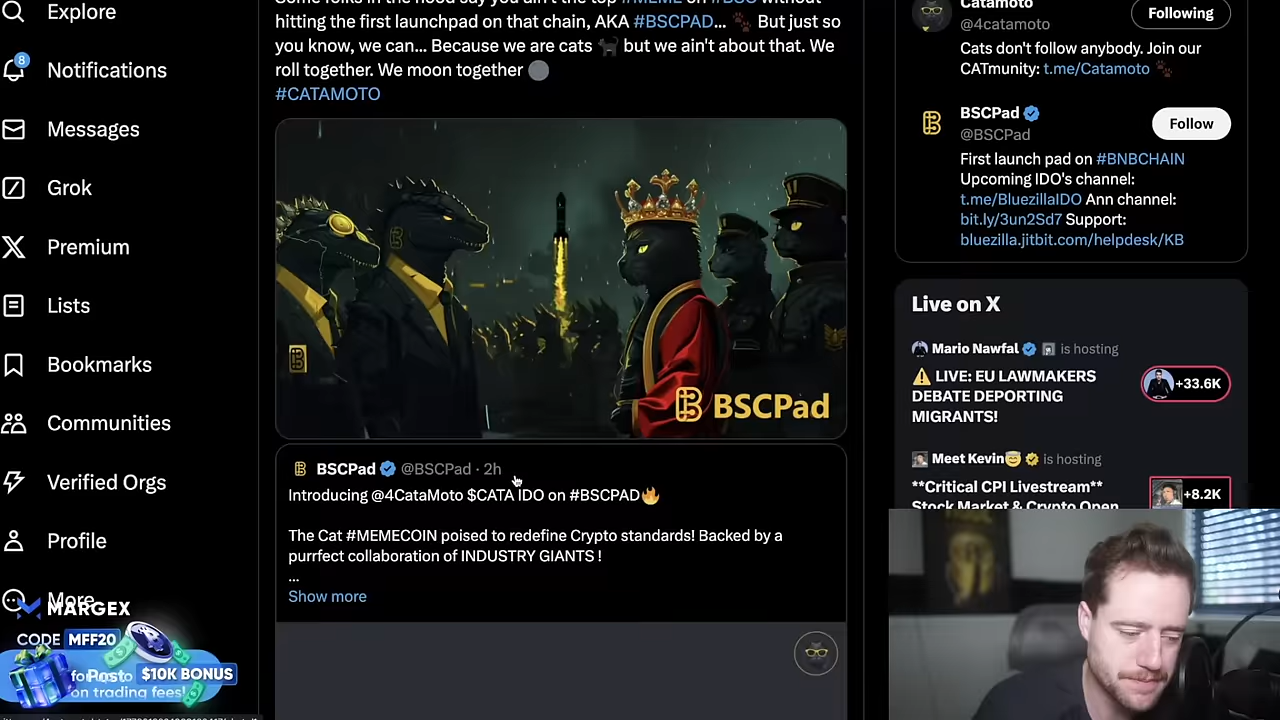 Explore
8
Notifications
Messages
Grok
Premium
Lists
Bookmarks
Communities
Verified Orgs
Profile
More
MARGEX
CODE MFF20
Post
$10K BONUS
on trading fees!
hitting the first launchpad on that chain, AKA #BSCPAD... 🐾 But just so
you know, we can... Because we are cats 🐈‍⬛ but we ain't about that. We
roll together. We moon together 🌕
#CATAMOTO
BSCPad
BSCPad @BSCPad · 2h
Introducing @4CataMoto $CATA IDO on #BSCPAD🔥
The Cat #MEMECOIN poised to redefine Crypto standards! Backed by a
purrfect collaboration of INDUSTRY GIANTS !
...
Show more
Catamoto
@4catamoto
Following
Cats don't follow anybody. Join our
CATmunity: t.me/Catamoto 🐾
BSCPad
@BSCPad
Follow
First launch pad on #BNBCHAIN
Upcoming IDO's channel:
t.me/BluezillaIDO Ann channel:
bit.ly/3un2Sd7 Support:
bluezilla.jitbit.com/helpdesk/KB
Live on X
Mario Nawfal is hosting
⚠️ LIVE: EU LAWMAKERS
DEBATE DEPORTING
MIGRANTS!
+33.6K
Meet Kevin😇 is hosting
**Critical CPI Livestream**
Stock Market & Crypto Open
+8.2K